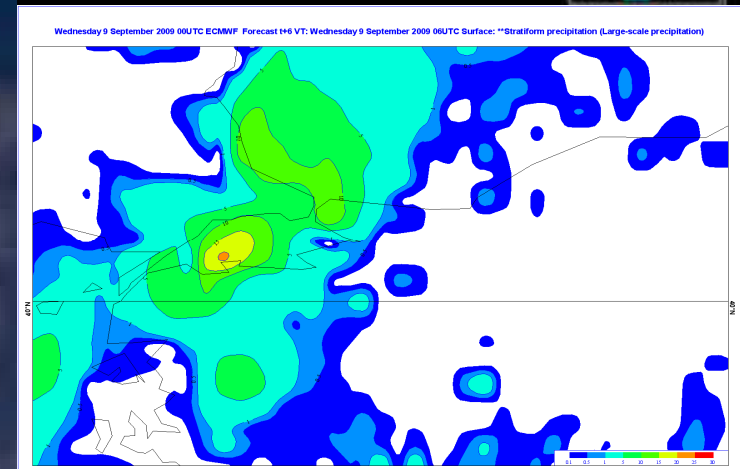 Wednesday 9 September 2009 00UTC ECMWF Forecast t+6 VT: Wednesday 9 September 2009 06UTC Surface: **Stratiform precipitation (Large-scale precipitation)
40°N
40°N
0.1 0.5 1 5 10 15 20 25 30